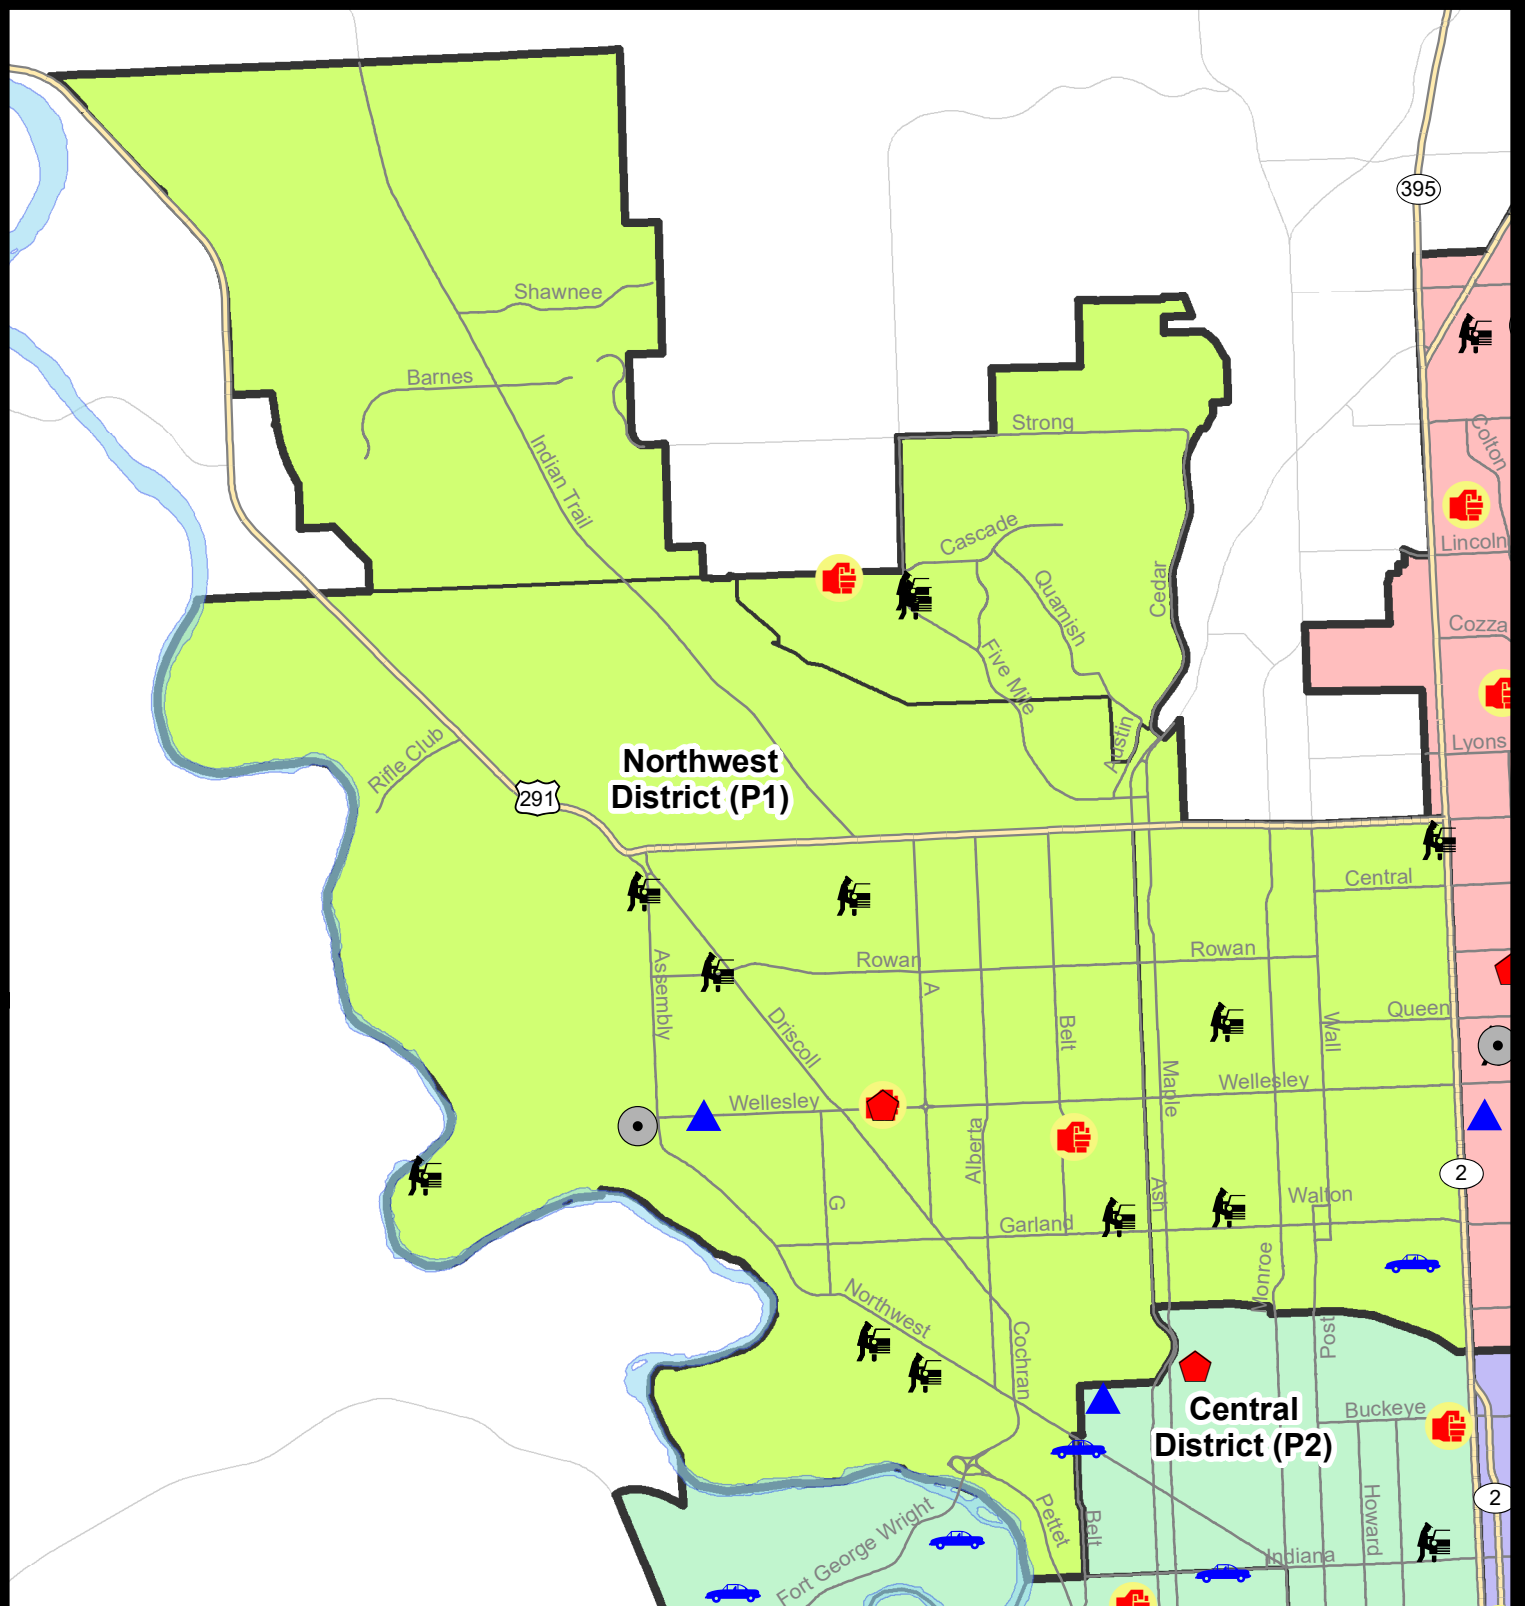 395
Shawnee
Barnes
Indian Trail
Strong
Colton
Cascade
Lincoln
Quamish
Cedar
Cozza
Five Mile
Austin
Lyons
Rifle Club
Northwest
District (P1)
291
Central
Rowan
Rowan
Assembly
A
Driscoll
Belt
Wall
Queen
Maple
Wellesley
Wellesley
Alberta
2
G
Ash
Walton
Garland
Monroe
Northwest
Cochran
Post
Central
District (P2)
Buckeye
Fort George Wright
Pettet
Belt
Howard
2
Indiana